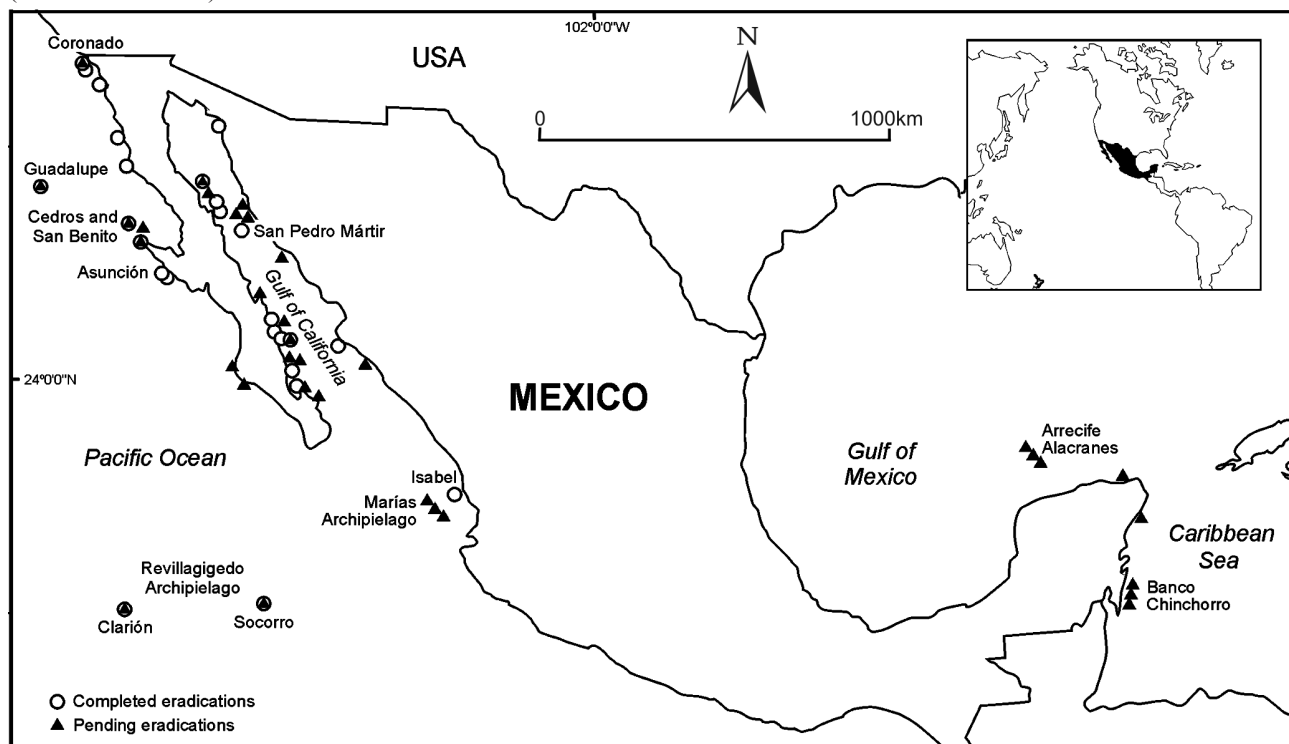 102°0'0"W
Coronado
USA
N
0
1000km
Guadalupe
Cedros and
San Benito
San Pedro Mártir
Asunción
Gulf of California
24°0'0"N
MEXICO
Pacific Ocean
Gulf of
Mexico
Arrecife
Alacranes
Isabel
Marías
Archipielago
Caribbean
Sea
Revillagigedo
Archipielago
Banco
Chinchorro
Clarión
Socorro
Completed eradications
Pending eradications